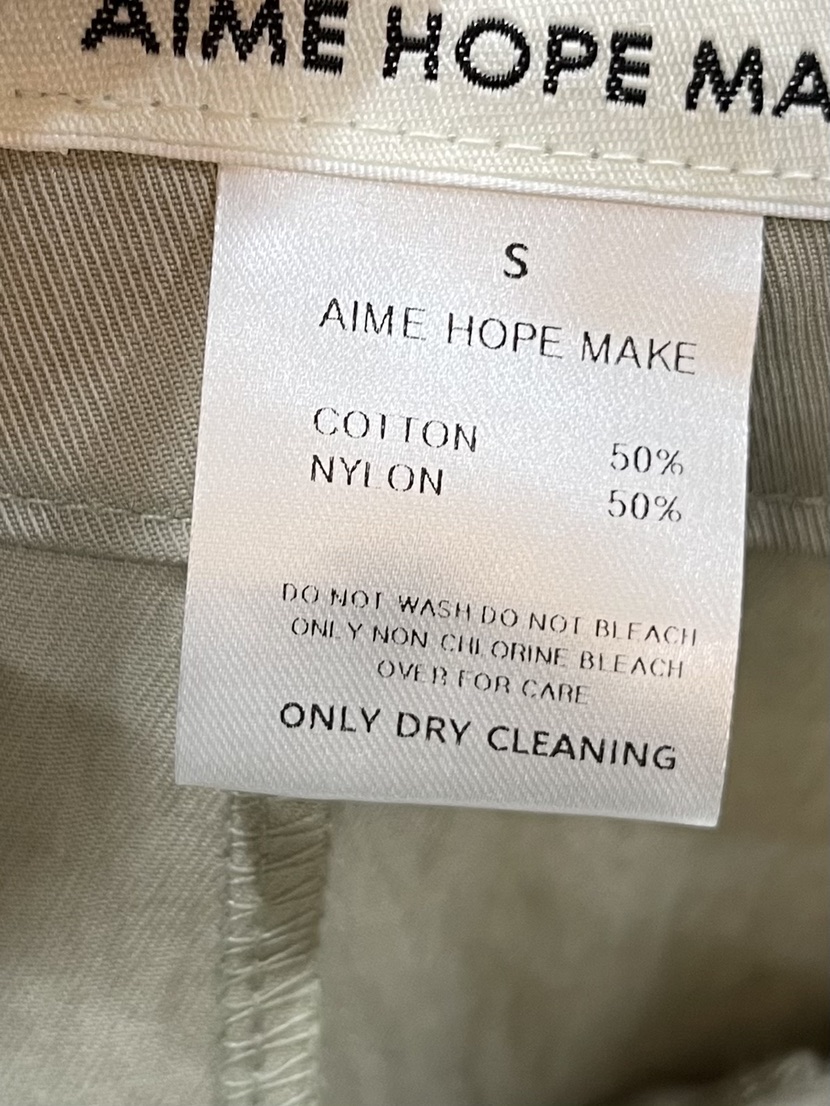 AIME HOPE MA
S
AIME HOPE MAKE
COTTON 50%
NYLON 50%
DO NOT WASH DO NOT BLEACH
ONLY NON CHLORINE BLEACH
OVER FOR CARE
ONLY DRY CLEANING